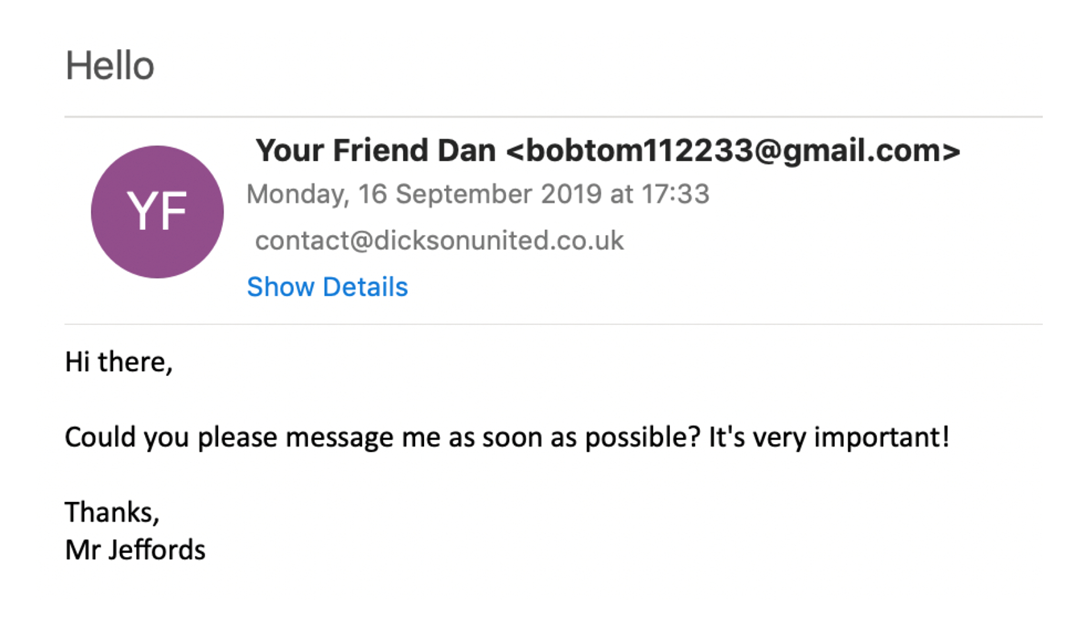 Hello
YF
Your Friend Dan <bobtom112233@gmail.com>
Monday, 16 September 2019 at 17:33
contact@dicksonunited.co.uk
Show Details
Hi there,
Could you please message me as soon as possible? It's very important!
Thanks,
Mr Jeffords